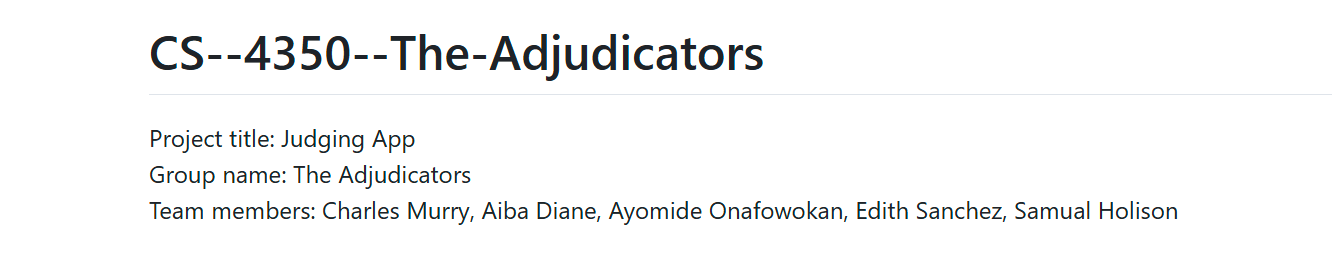 CS--4350--The-Adjudicators
Project title: Judging App
Group name: The Adjudicators
Team members: Charles Murry, Aiba Diane, Ayomide Onafowokan, Edith Sanchez, Samual Holison